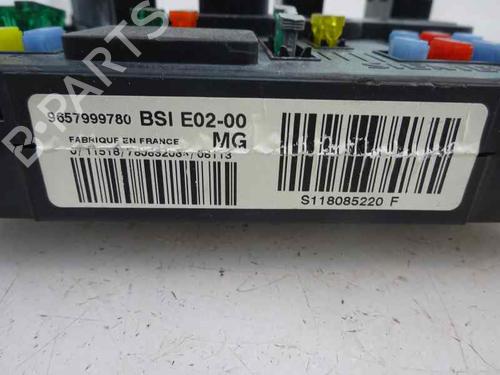 9657999780 BSI E02-00
FABRIQUE EN FRANCE MG
S118085220 F
B-PARTS